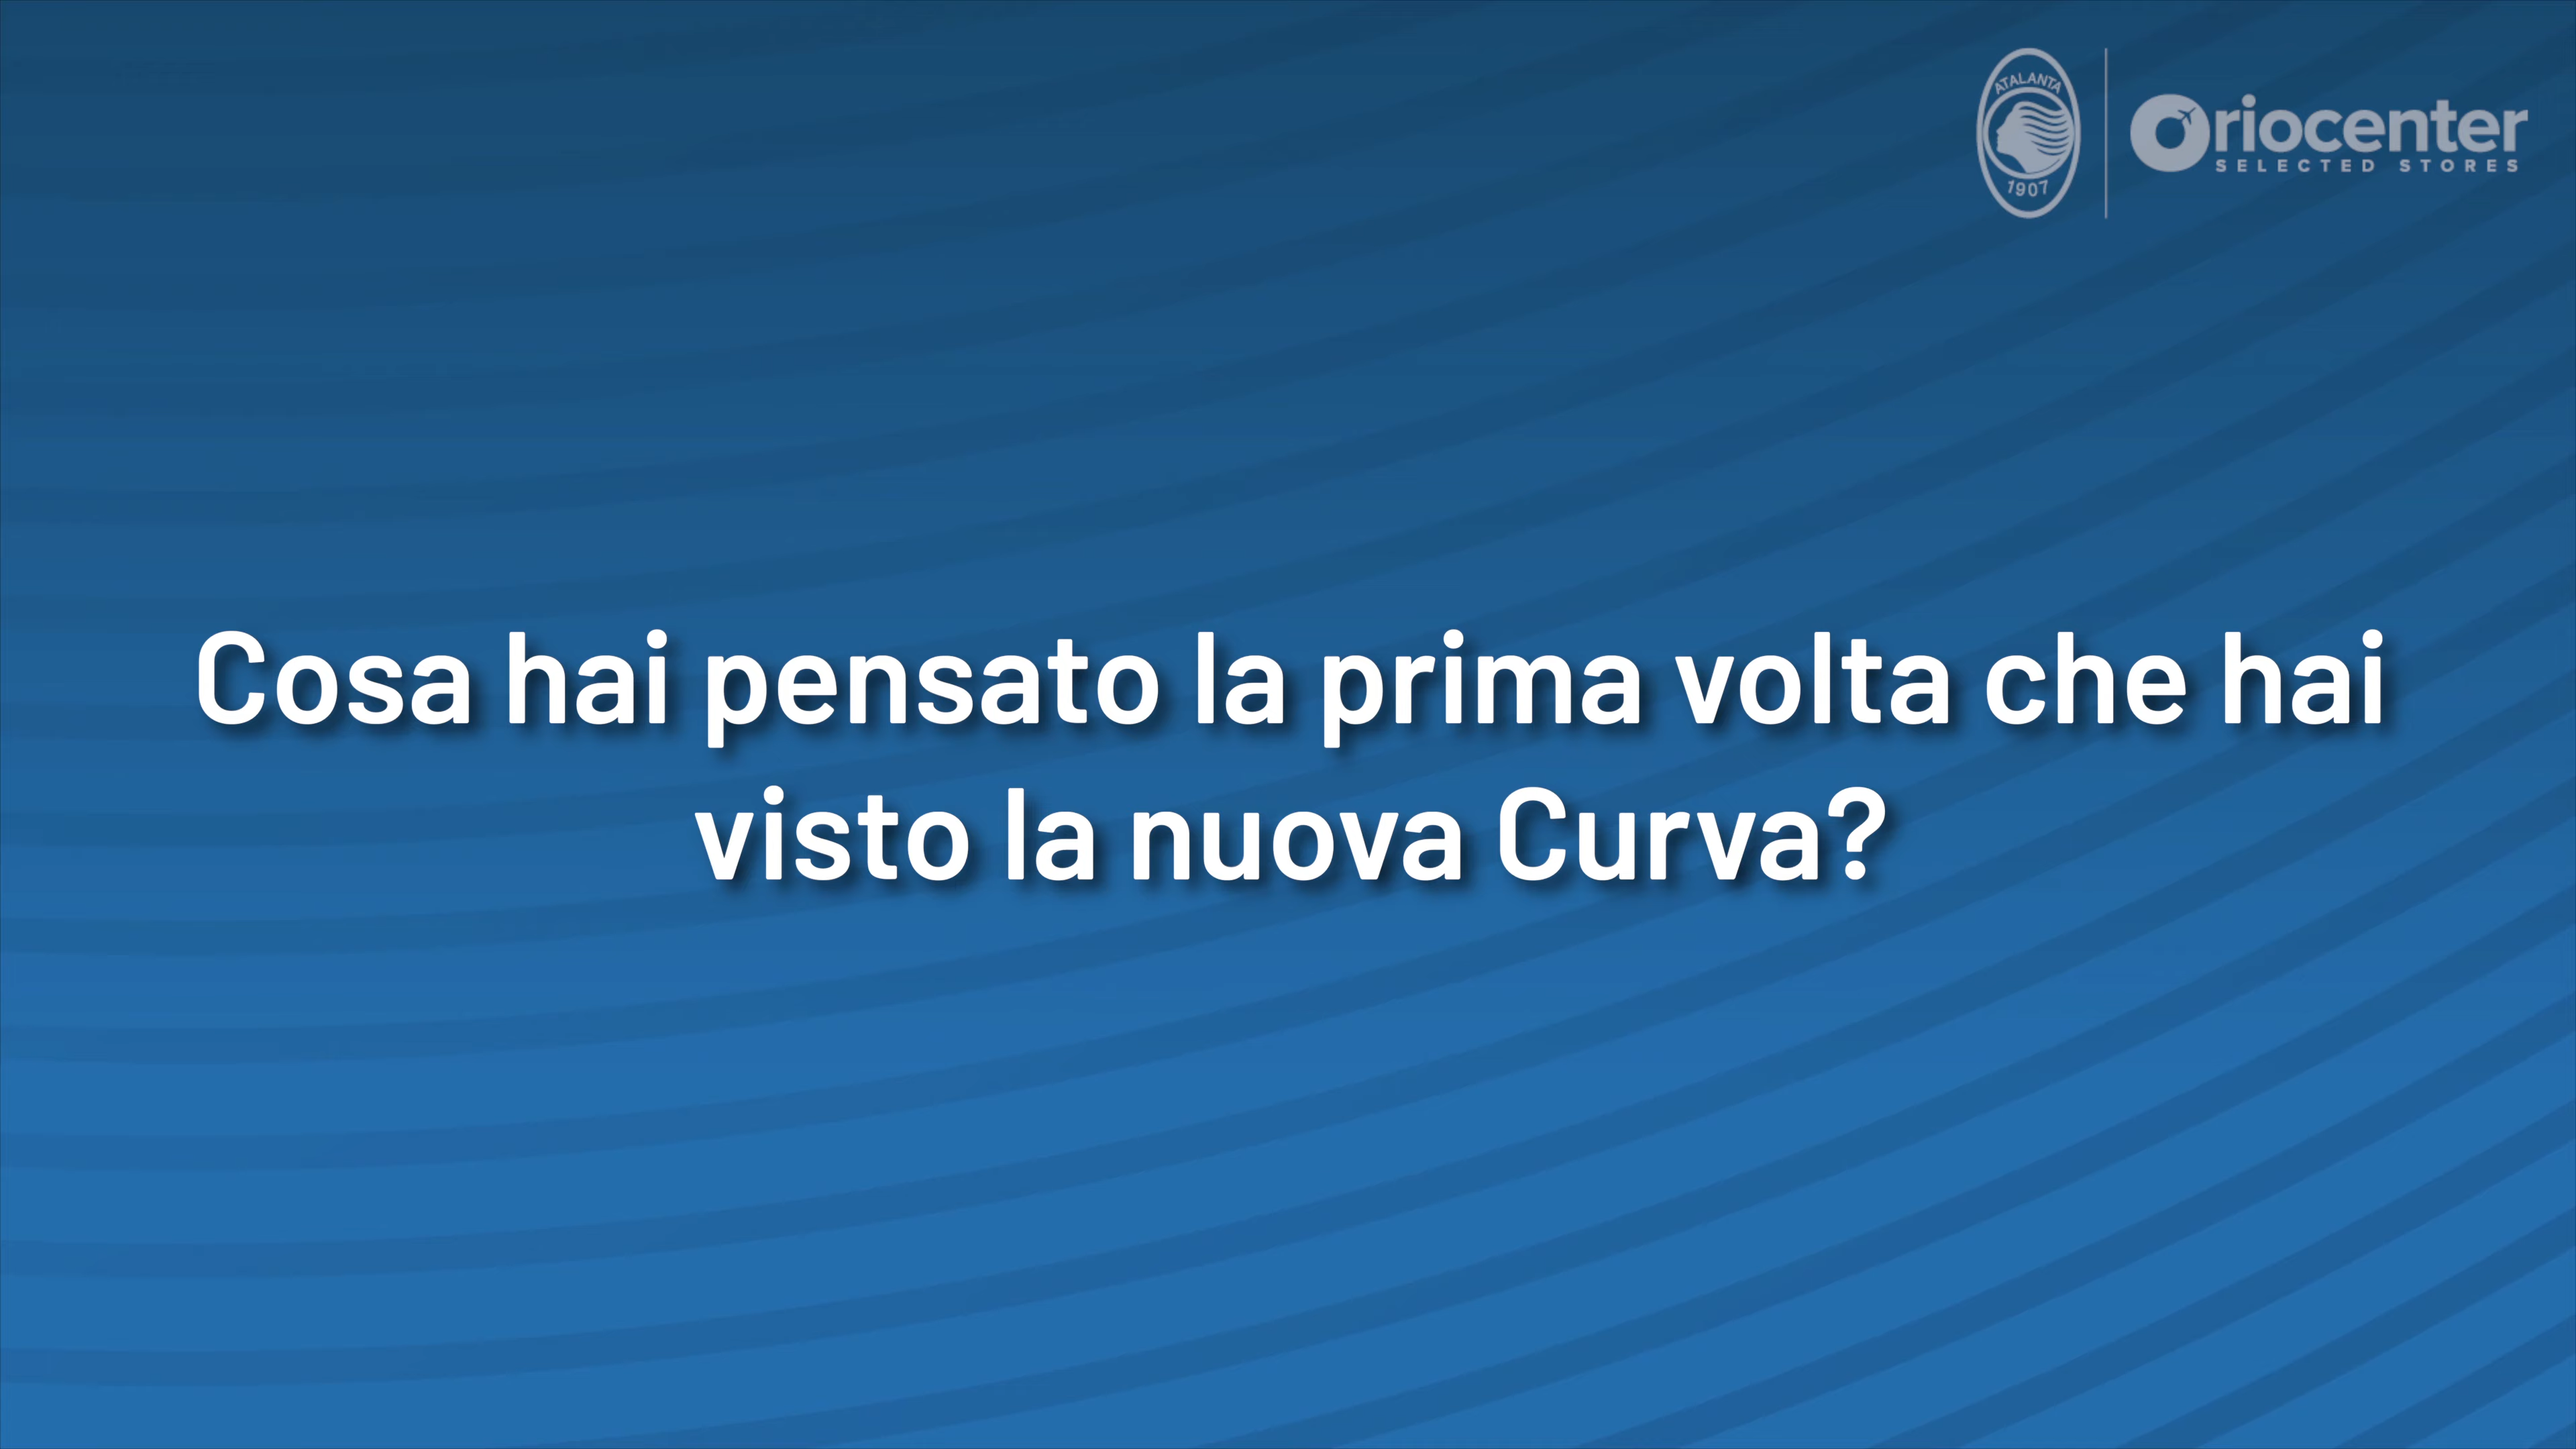 ATALANTA
1907
Oriocenter
SELECTED STORES
Cosa hai pensato la prima volta che hai
visto la nuova Curva?